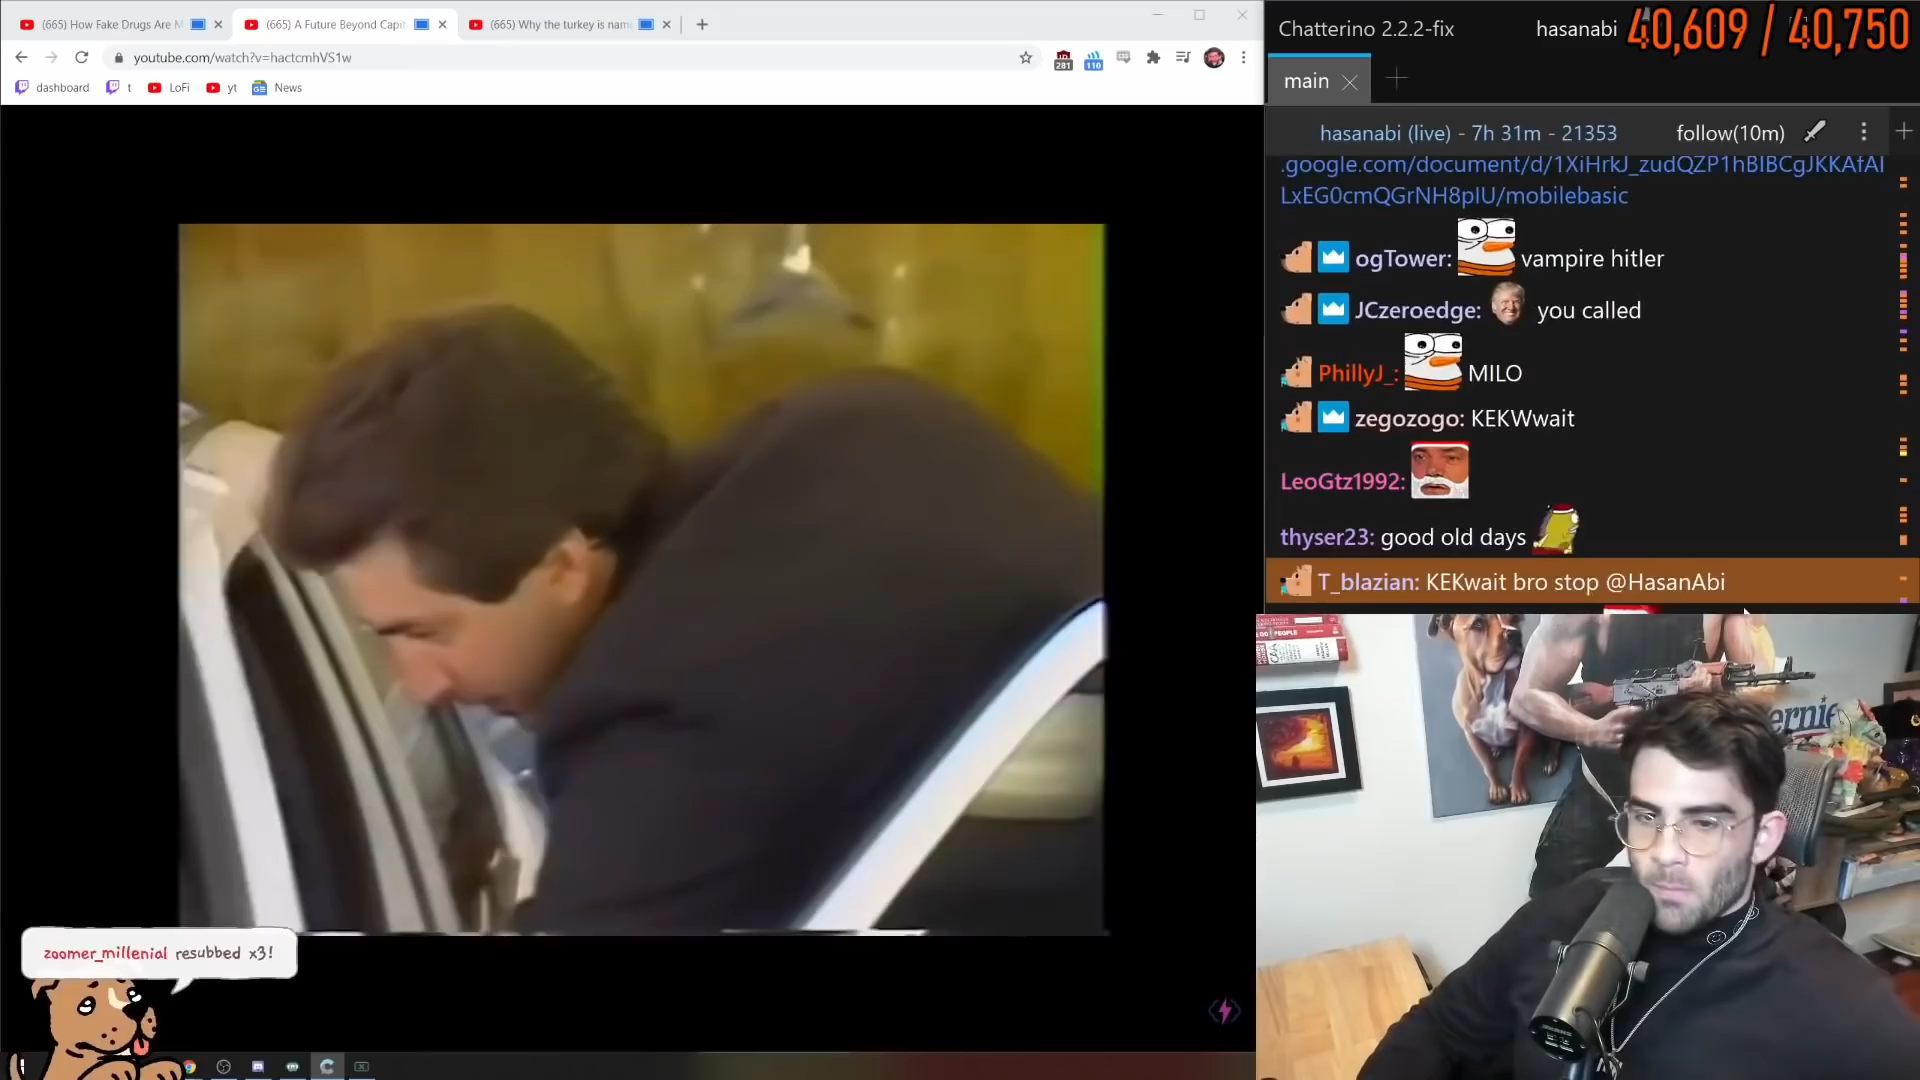 (665) How Fake Drugs Are M
(665) A Future Beyond Capit
(665) Why the turkey is nam
youtube.com/watch?v=hactcmhVS1w
281
110
dashboard
t
LoFi
yt
News
Chatterino 2.2.2-fix
hasanabi
40,609 / 40,750
main
hasanabi (live) - 7h 31m - 21353
follow(10m)
.google.com/document/d/1XiHrkJ_zudQZP1hBIBCgJKKAfAI
LxEG0cmQGrNH8pIU/mobilebasic
ogTower: vampire hitler
JCzeroedge: you called
PhillyJ_: MILO
zegozogo: KEKWwait
LeoGtz1992:
thyser23: good old days
T_blazian: KEKwait bro stop @HasanAbi
PEOPLE
ernie
zoomer_millenial resubbed x3!